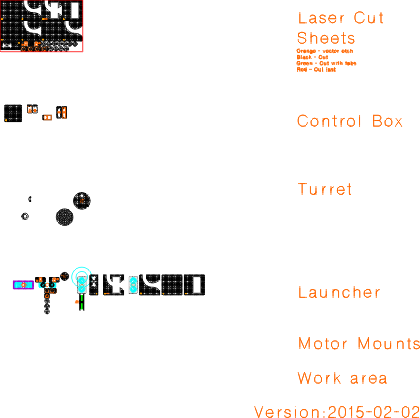 Laser Cut
Sheets
Orange - vector etch
Black - Cut
Green - Cut with tabs
Red - Cut last
Control Box
Turret
Launcher
Motor Mounts
Work area
Version:2015-02-02